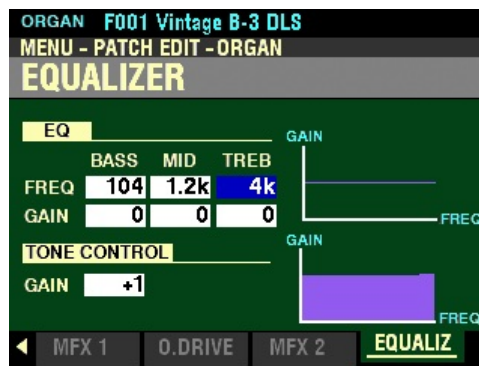 ORGAN F001 Vintage B-3 DLS
MENU - PATCH EDIT - ORGAN
EQUALIZER
EQ
GAIN
BASS MID TREB
FREQ 104 1.2k 4k
GAIN 0 0 0
FREQ
TONE CONTROL
GAIN
GAIN +1
FREQ
MFX 1 O.DRIVE MFX 2 EQUALIZ